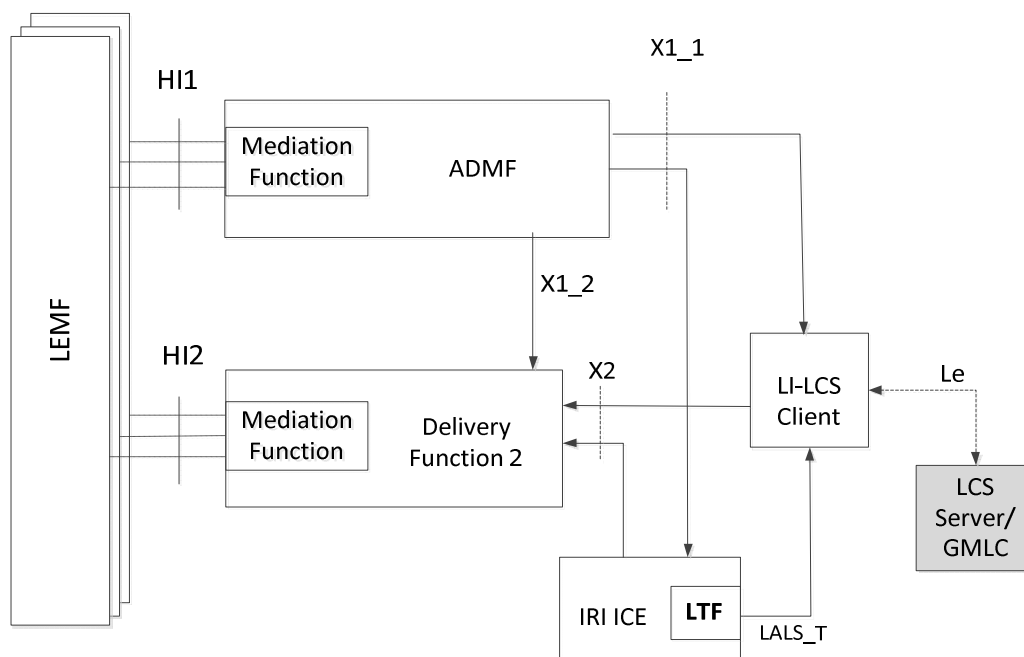 X1_1
HI1
Mediation
Function
ADMF
X1_2
LEMF
HI2
X2
Le
Mediation
Function
Delivery
Function 2
LI-LCS
Client
LCS
Server/
GMLC
IRI ICE
LTF
LALS_T